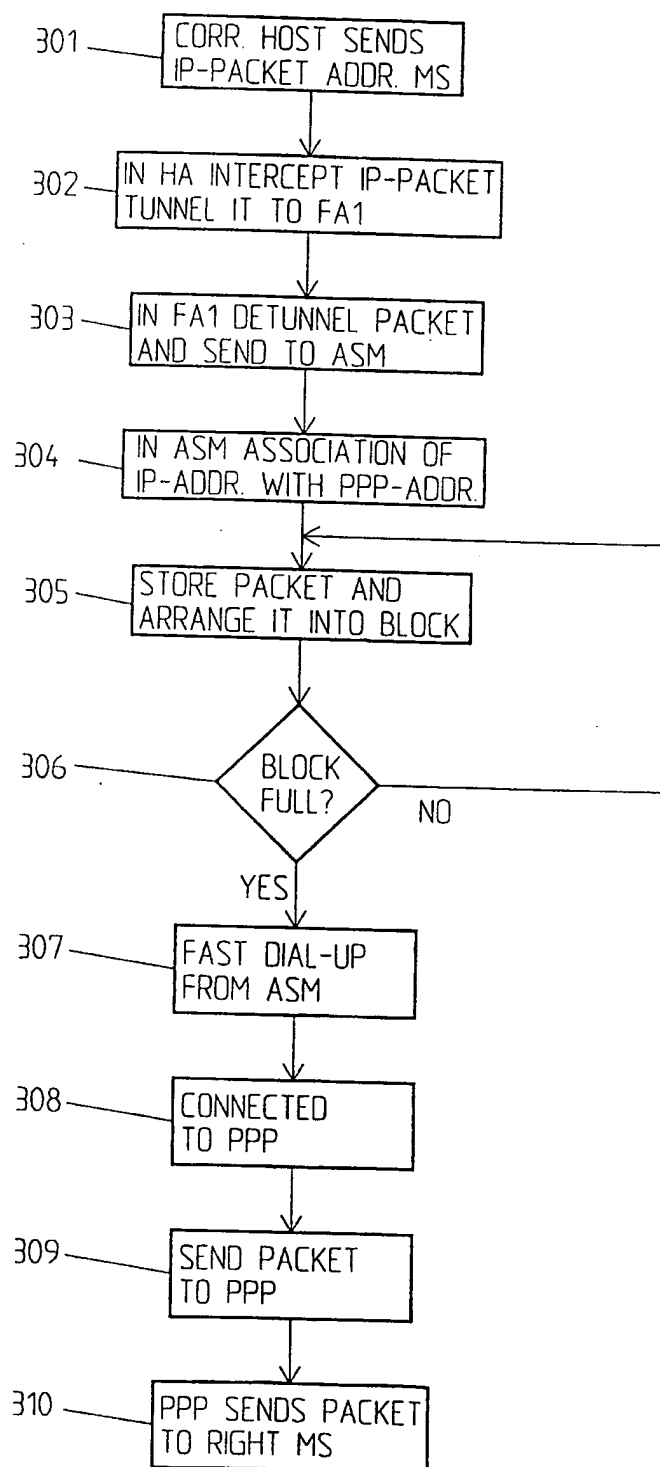 301
CORR. HOST SENDS
IP-PACKET ADDR. MS
302
IN HA INTERCEPT IP-PACKET
TUNNEL IT TO FA1
303
IN FA1 DETUNNEL PACKET
AND SEND TO ASM
304
IN ASM ASSOCIATION OF
IP-ADDR. WITH PPP-ADDR.
305
STORE PACKET AND
ARRANGE IT INTO BLOCK
306
BLOCK
FULL?
NO
YES
307
FAST DIAL-UP
FROM ASM
308
CONNECTED
TO PPP
309
SEND PACKET
TO PPP
310
PPP SENDS PACKET
TO RIGHT MS